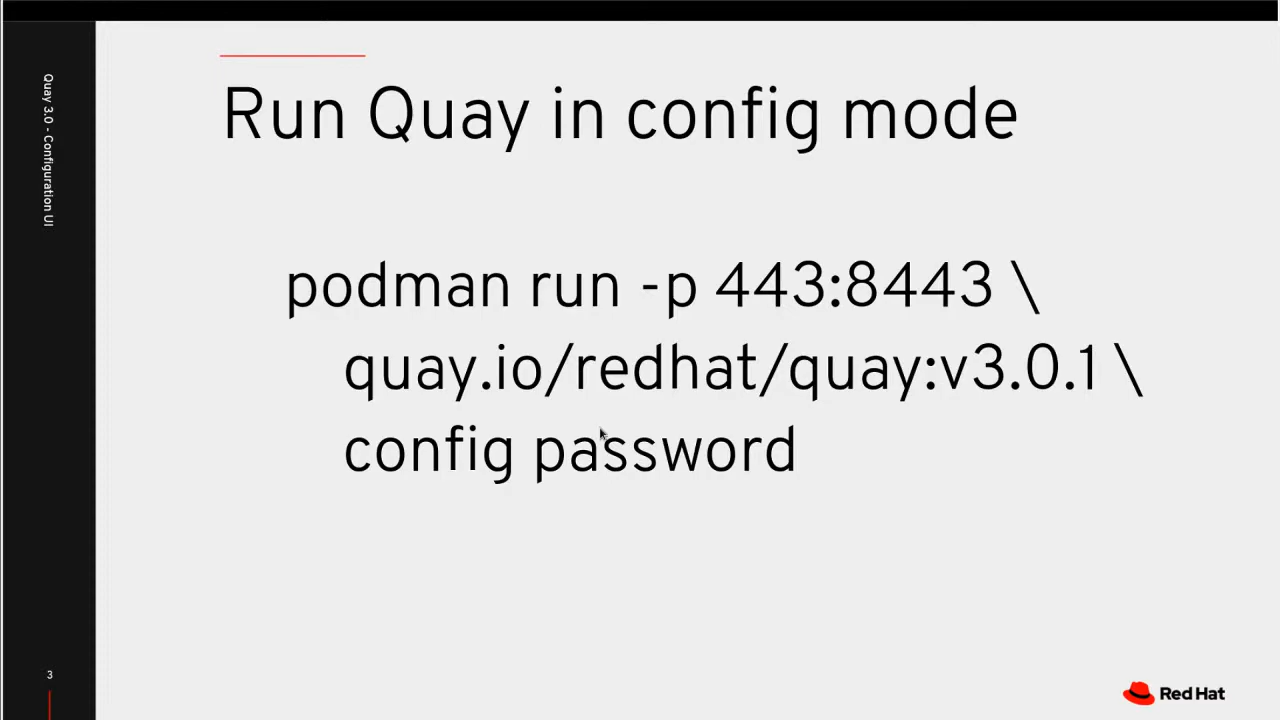 Quay 3.0 - Configuration UI
Run Quay in config mode
podman run -p 443:8443 \
quay.io/redhat/quay:v3.0.1 \
config password
3
Red Hat